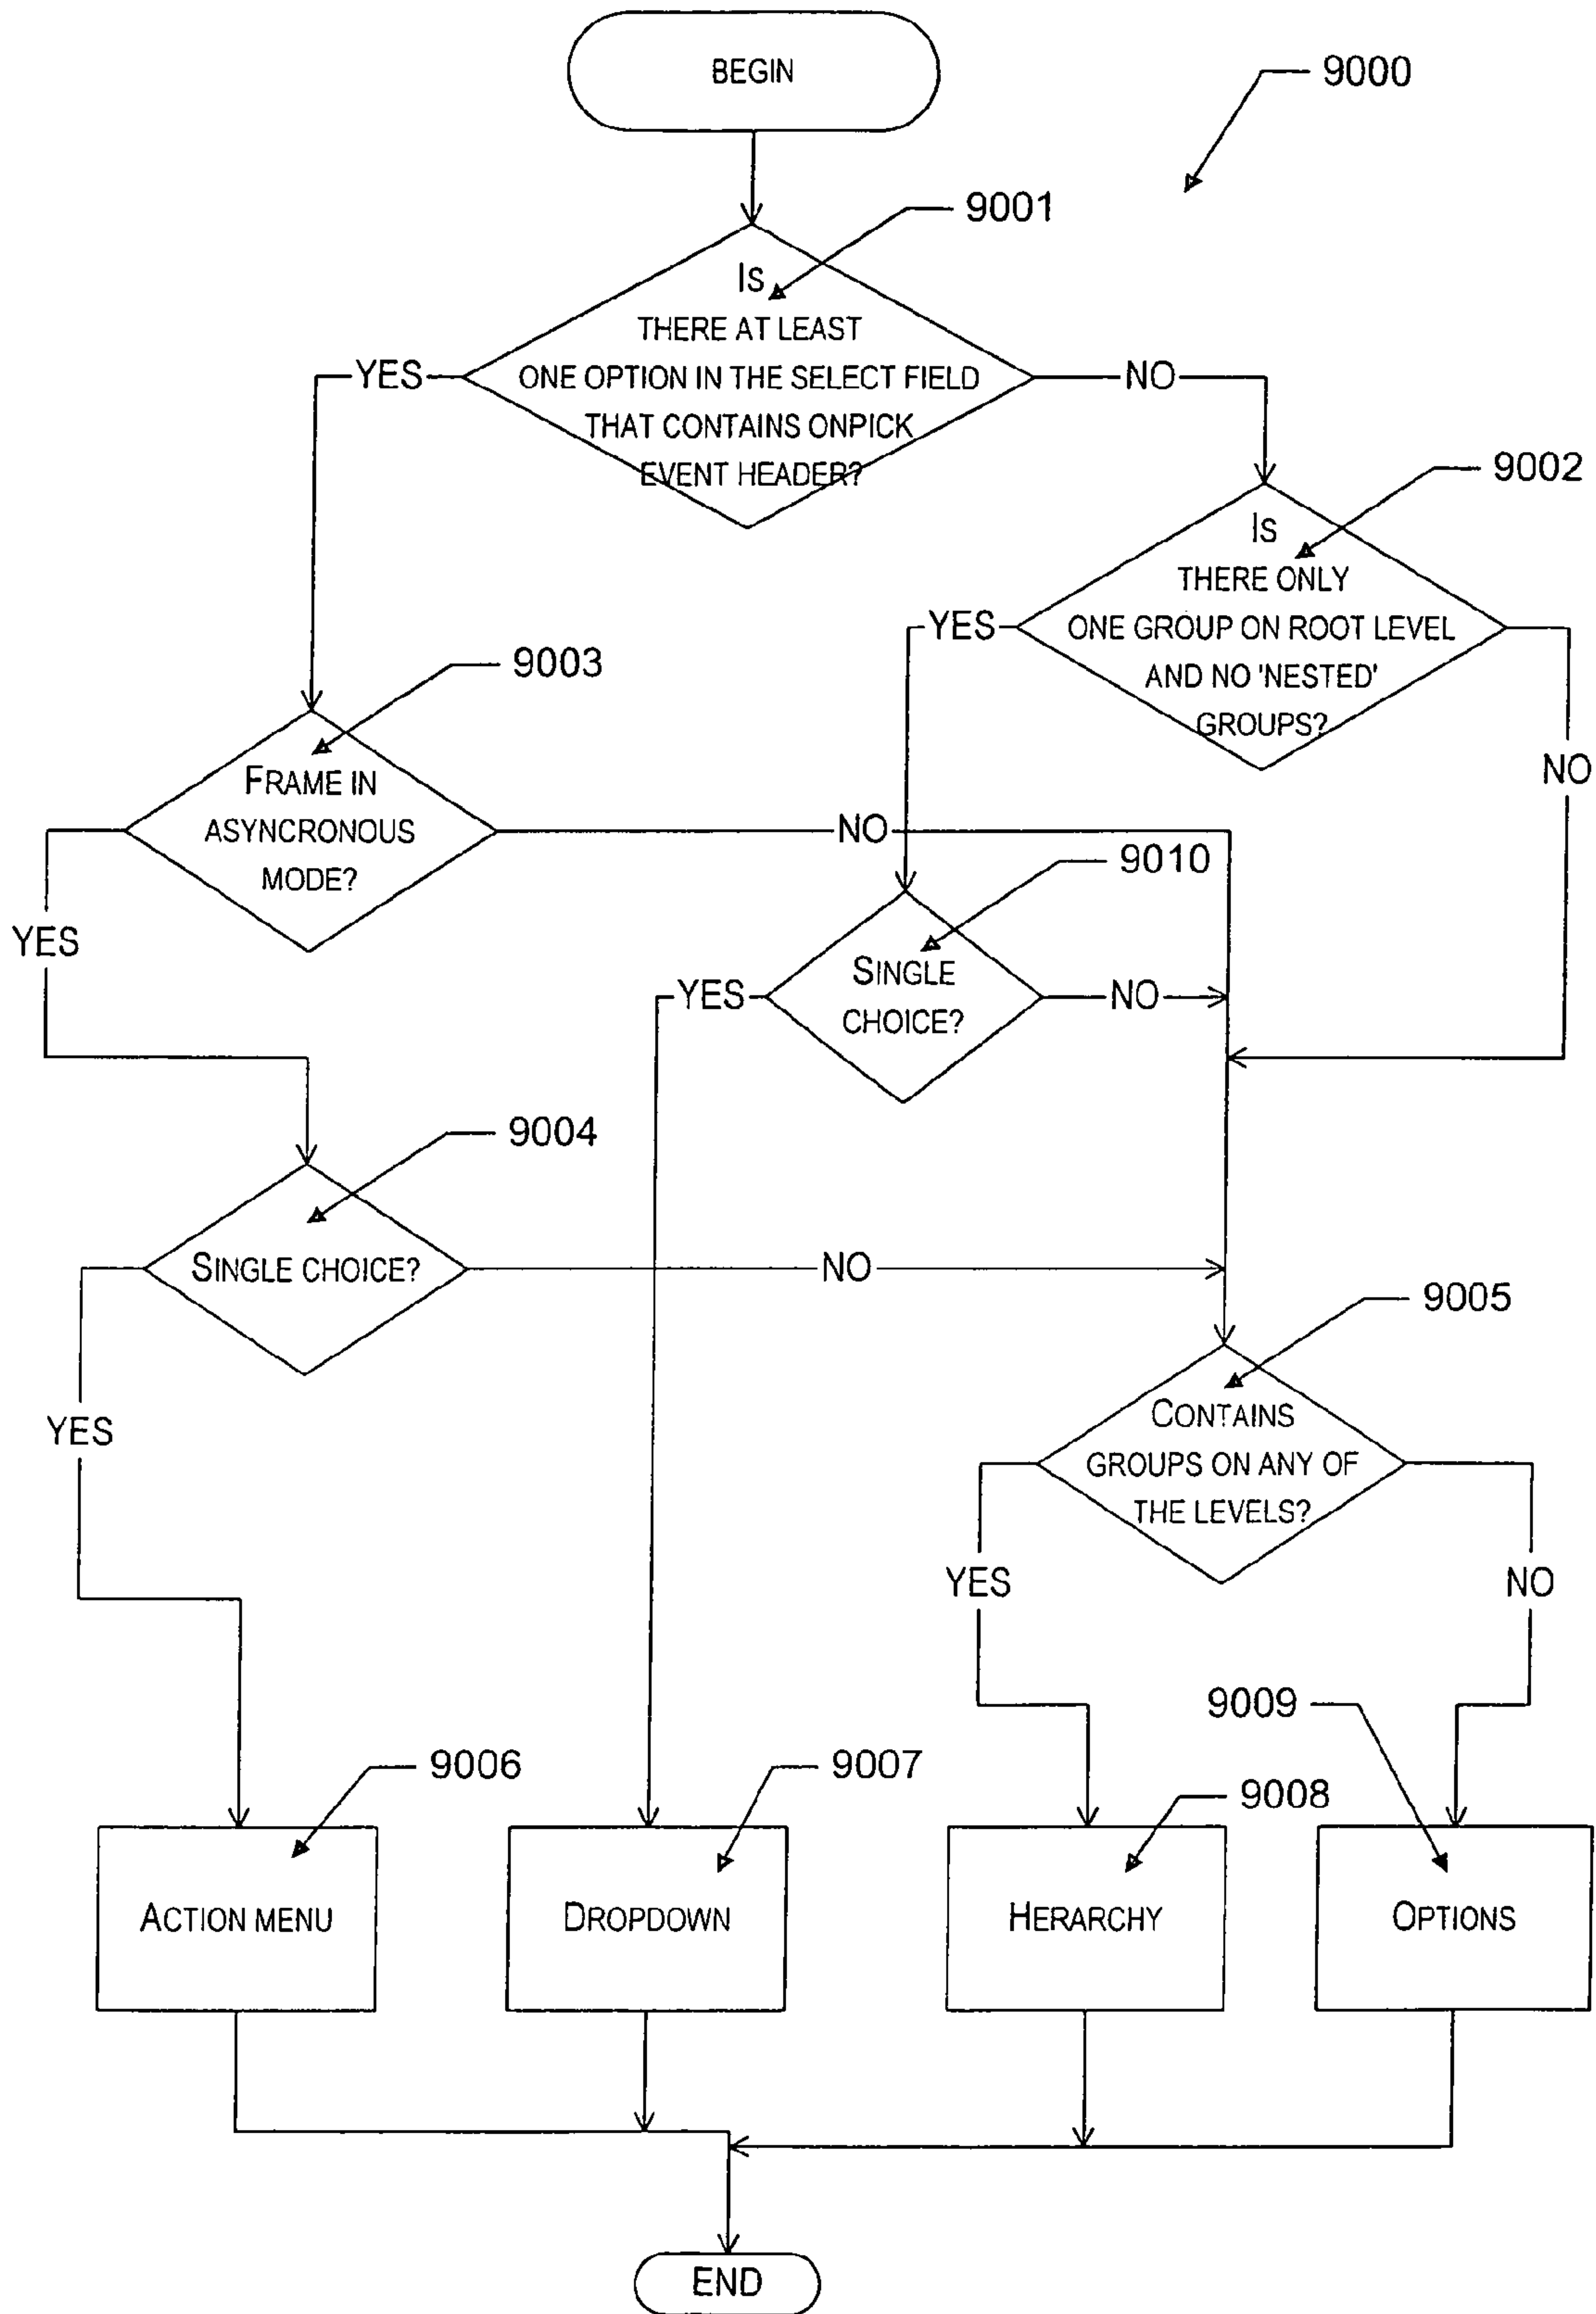 BEGIN
9000
9001
IS
THERE AT LEAST
ONE OPTION IN THE SELECT FIELD
THAT CONTAINS ONPICK
EVENT HEADER?
YES
NO
9002
IS
THERE ONLY
ONE GROUP ON ROOT LEVEL
AND NO 'NESTED'
GROUPS?
YES
NO
9003
FRAME IN
ASYNCRONOUS
MODE?
NO
YES
9010
SINGLE
CHOICE?
YES
NO
9004
SINGLE CHOICE?
NO
YES
9005
CONTAINS
GROUPS ON ANY OF
THE LEVELS?
YES
NO
9006
ACTION MENU
9007
DROPDOWN
9008
HERARCHY
9009
OPTIONS
END